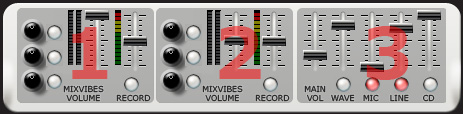 1 2 3
MIXVIBES
VOLUME RECORD
MIXVIBES
VOLUME RECORD
MAIN
VOL WAVE MIC LINE CD